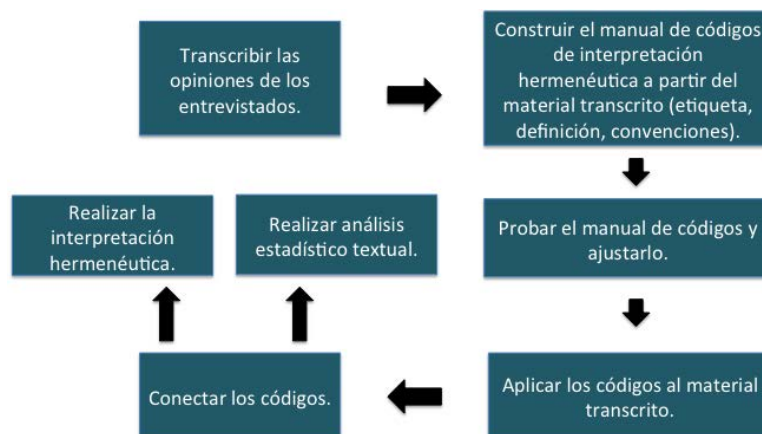 Transcribir las
opiniones de los
entrevistados.
Construir el manual de códigos
de interpretación
hermenéutica a partir del
material transcrito (etiqueta,
definición, convenciones).
Probar el manual de códigos y
ajustarlo.
Aplicar los códigos al material
transcrito.
Conectar los códigos.
Realizar la
interpretación
hermenéutica.
Realizar análisis
estadístico textual.